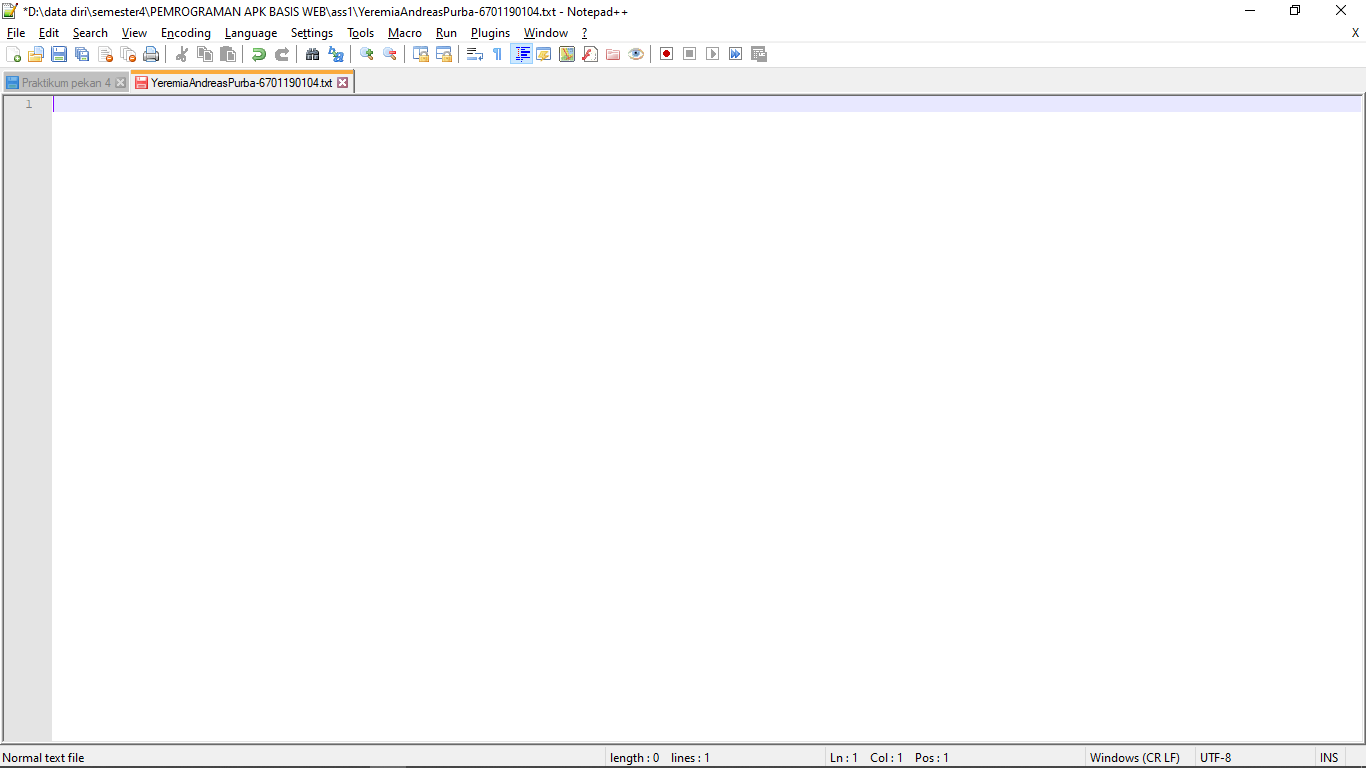 *D:\data diri\semester4\PEMROGRAMAN APK BASIS WEB\ass1\YeremiaAndreasPurba-6701190104.txt - Notepad++
File Edit Search View Encoding Language Settings Tools Macro Run Plugins Window ? X
Praktikum pekan 4 YeremiaAndreasPurba-6701190104.txt
1
Normal text file length : 0 lines : 1 Ln : 1 Col : 1 Pos : 1 Windows (CR LF) UTF-8 INS